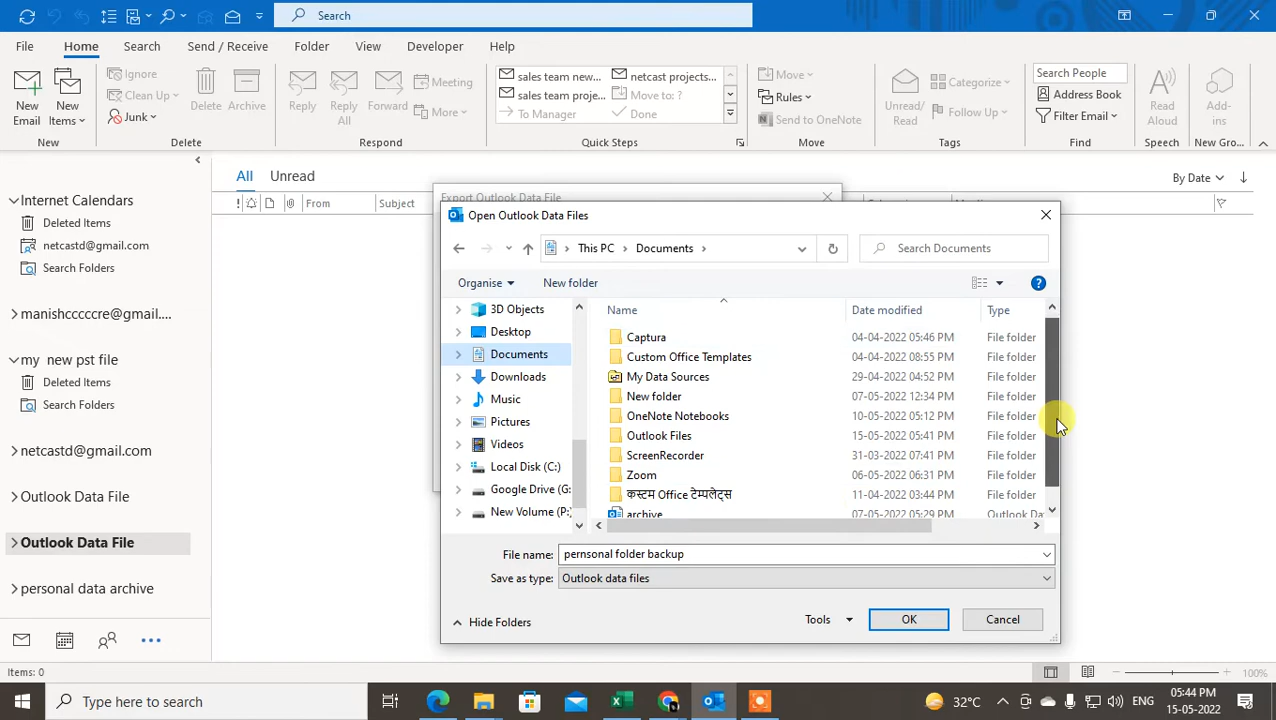 Search
File Home Search Send / Receive Folder View Developer Help
New Email
New Items
Ignore
Clean Up
Junk
Delete
Archive
Reply
Reply All
Forward
Meeting
More
sales team new...
sales team proje...
To Manager
netcast projects...
Move to: ?
Done
Move
Rules
Send to OneNote
Unread/ Read
Categorize
Follow Up
Search People
Address Book
Filter Email
Read Aloud
Add-ins
New Delete Respond Quick Steps Move Tags Find Speech New Gro...
Internet Calendars
Deleted Items
netcastd@gmail.com
Search Folders
manishcccccre@gmail....
my new pst file
Deleted Items
Search Folders
netcastd@gmail.com
Outlook Data File
Outlook Data File
personal data archive
All Unread By Date
! From Subject
Export Outlook Data File
Open Outlook Data Files
This PC Documents
Search Documents
Organise New folder
3D Objects
Desktop
Documents
Downloads
Music
Pictures
Videos
Local Disk (C:)
Google Drive (G:
New Volume (P:)
Name Date modified Type
Captura 04-04-2022 05:46 PM File folder
Custom Office Templates 04-04-2022 08:55 PM File folder
My Data Sources 29-04-2022 04:52 PM File folder
New folder 07-05-2022 12:34 PM File folder
OneNote Notebooks 10-05-2022 05:12 PM File folder
Outlook Files 15-05-2022 05:41 PM File folder
ScreenRecorder 31-03-2022 07:41 PM File folder
Zoom 06-05-2022 06:31 PM File folder
कस्टम Office टेम्पलेट्स 11-04-2022 03:44 PM File folder
archive 07-05-2022 05:29 PM Outlook Da
File name: pernsonal folder backup
Save as type: Outlook data files
Hide Folders Tools OK Cancel
Items: 0 100%
Type here to search
32°C
ENG
05:44 PM
15-05-2022